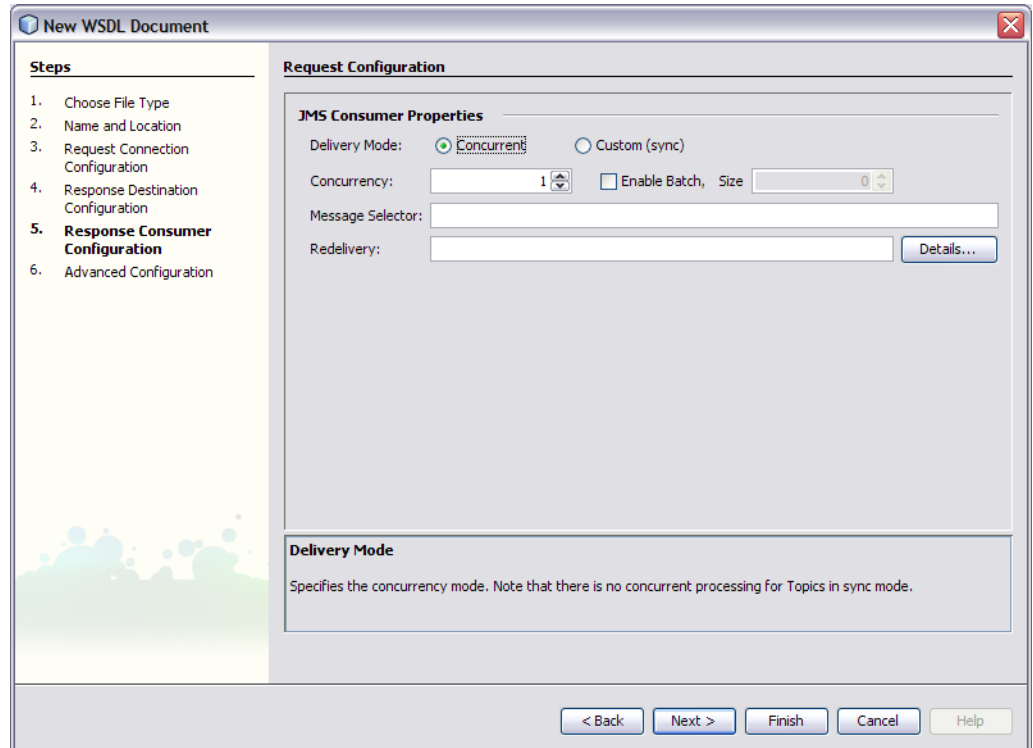 New WSDL Document
Steps
1. Choose File Type
2. Name and Location
3. Request Connection
Configuration
4. Response Destination
Configuration
5. Response Consumer
Configuration
6. Advanced Configuration
Request Configuration
JMS Consumer Properties
Delivery Mode: Concurrent Custom (sync)
Concurrency: 1 Enable Batch, Size 0
Message Selector:
Redelivery: Details...
Delivery Mode
Specifies the concurrency mode. Note that there is no concurrent processing for Topics in sync mode.
< Back Next > Finish Cancel Help